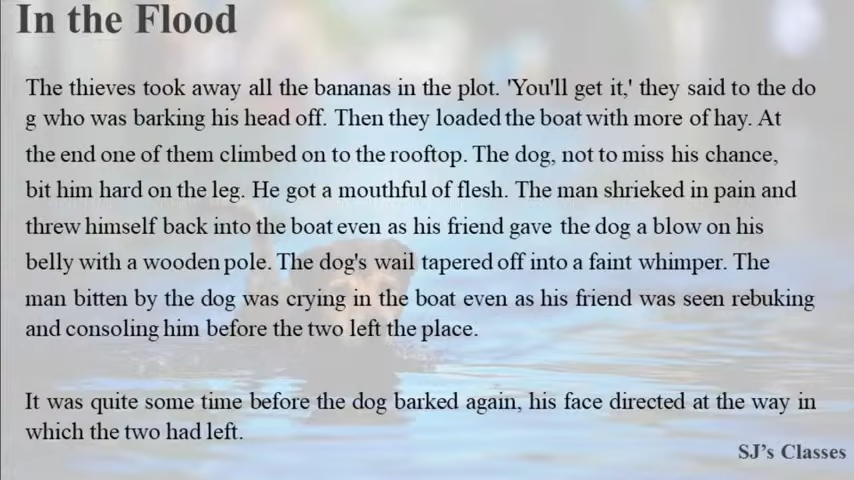 In the Flood
The thieves took away all the bananas in the plot. 'You'll get it,' they said to the do
g who was barking his head off. Then they loaded the boat with more of hay. At
the end one of them climbed on to the rooftop. The dog, not to miss his chance,
bit him hard on the leg. He got a mouthful of flesh. The man shrieked in pain and
threw himself back into the boat even as his friend gave the dog a blow on his
belly with a wooden pole. The dog's wail tapered off into a faint whimper. The
man bitten by the dog was crying in the boat even as his friend was seen rebuking
and consoling him before the two left the place.
It was quite some time before the dog barked again, his face directed at the way in
which the two had left.
SJ's Classes